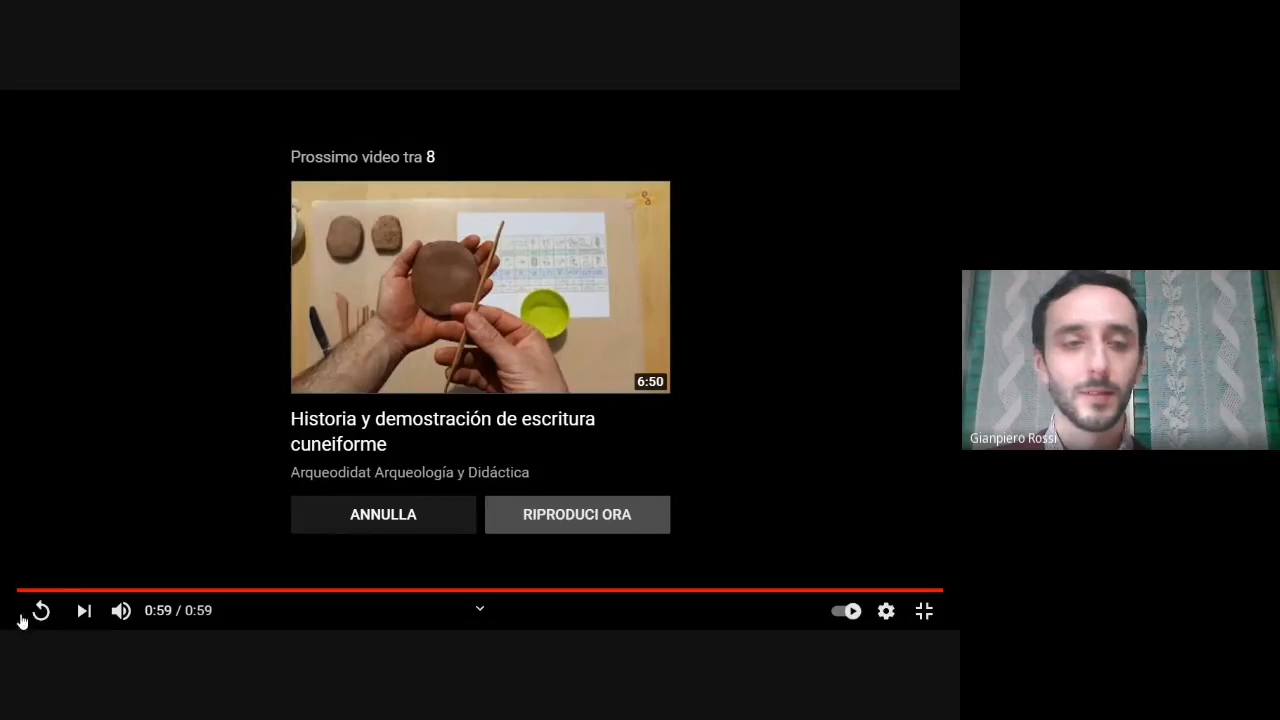 Prossimo video tra 8
6:50
Historia y demostración de escritura
cuneiforme
Arqueodidat Arqueología y Didáctica
ANNULLA
RIPRODUCI ORA
0:59 / 0:59
Gianpiero Rossi